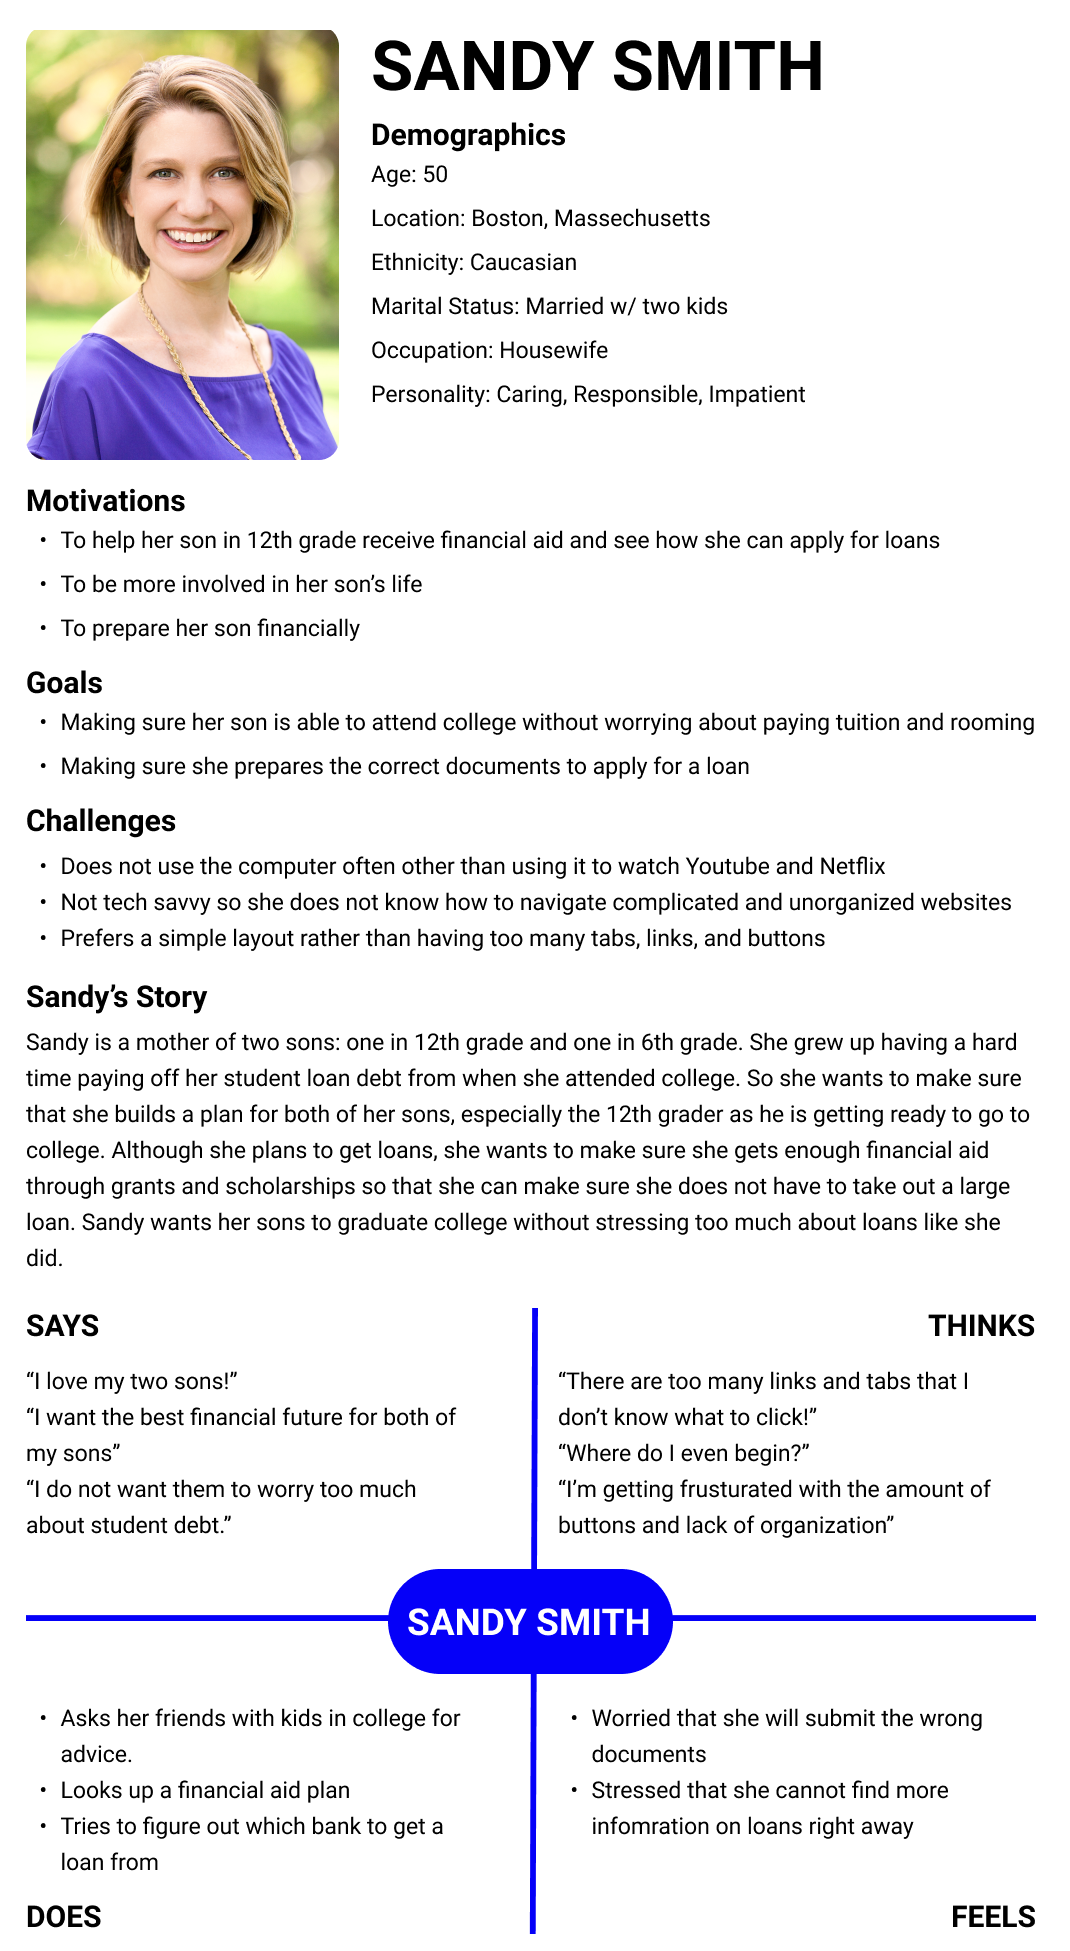 SANDY SMITH
Demographics
Age: 50
Location: Boston, Massechusetts
Ethnicity: Caucasian
Marital Status: Married w/ two kids
Occupation: Housewife
Personality: Caring, Responsible, Impatient
Motivations
• To help her son in 12th grade receive financial aid and see how she can apply for loans
• To be more involved in her son’s life
• To prepare her son financially
Goals
• Making sure her son is able to attend college without worrying about paying tuition and rooming
• Making sure she prepares the correct documents to apply for a loan
Challenges
• Does not use the computer often other than using it to watch Youtube and Netflix
• Not tech savvy so she does not know how to navigate complicated and unorganized websites
• Prefers a simple layout rather than having too many tabs, links, and buttons
Sandy’s Story
Sandy is a mother of two sons: one in 12th grade and one in 6th grade. She grew up having a hard
time paying off her student loan debt from when she attended college. So she wants to make sure
that she builds a plan for both of her sons, especially the 12th grader as he is getting ready to go to
college. Although she plans to get loans, she wants to make sure she gets enough financial aid
through grants and scholarships so that she can make sure she does not have to take out a large
loan. Sandy wants her sons to graduate college without stressing too much about loans like she
did.
SAYS
“I love my two sons!”
“I want the best financial future for both of
my sons”
“I do not want them to worry too much
about student debt.”
THINKS
“There are too many links and tabs that I
don’t know what to click!”
“Where do I even begin?”
“I’m getting frusturated with the amount of
buttons and lack of organization”
SANDY SMITH
• Asks her friends with kids in college for
advice.
• Looks up a financial aid plan
• Tries to figure out which bank to get a
loan from
DOES
• Worried that she will submit the wrong
documents
• Stressed that she cannot find more
infomration on loans right away
FEELS